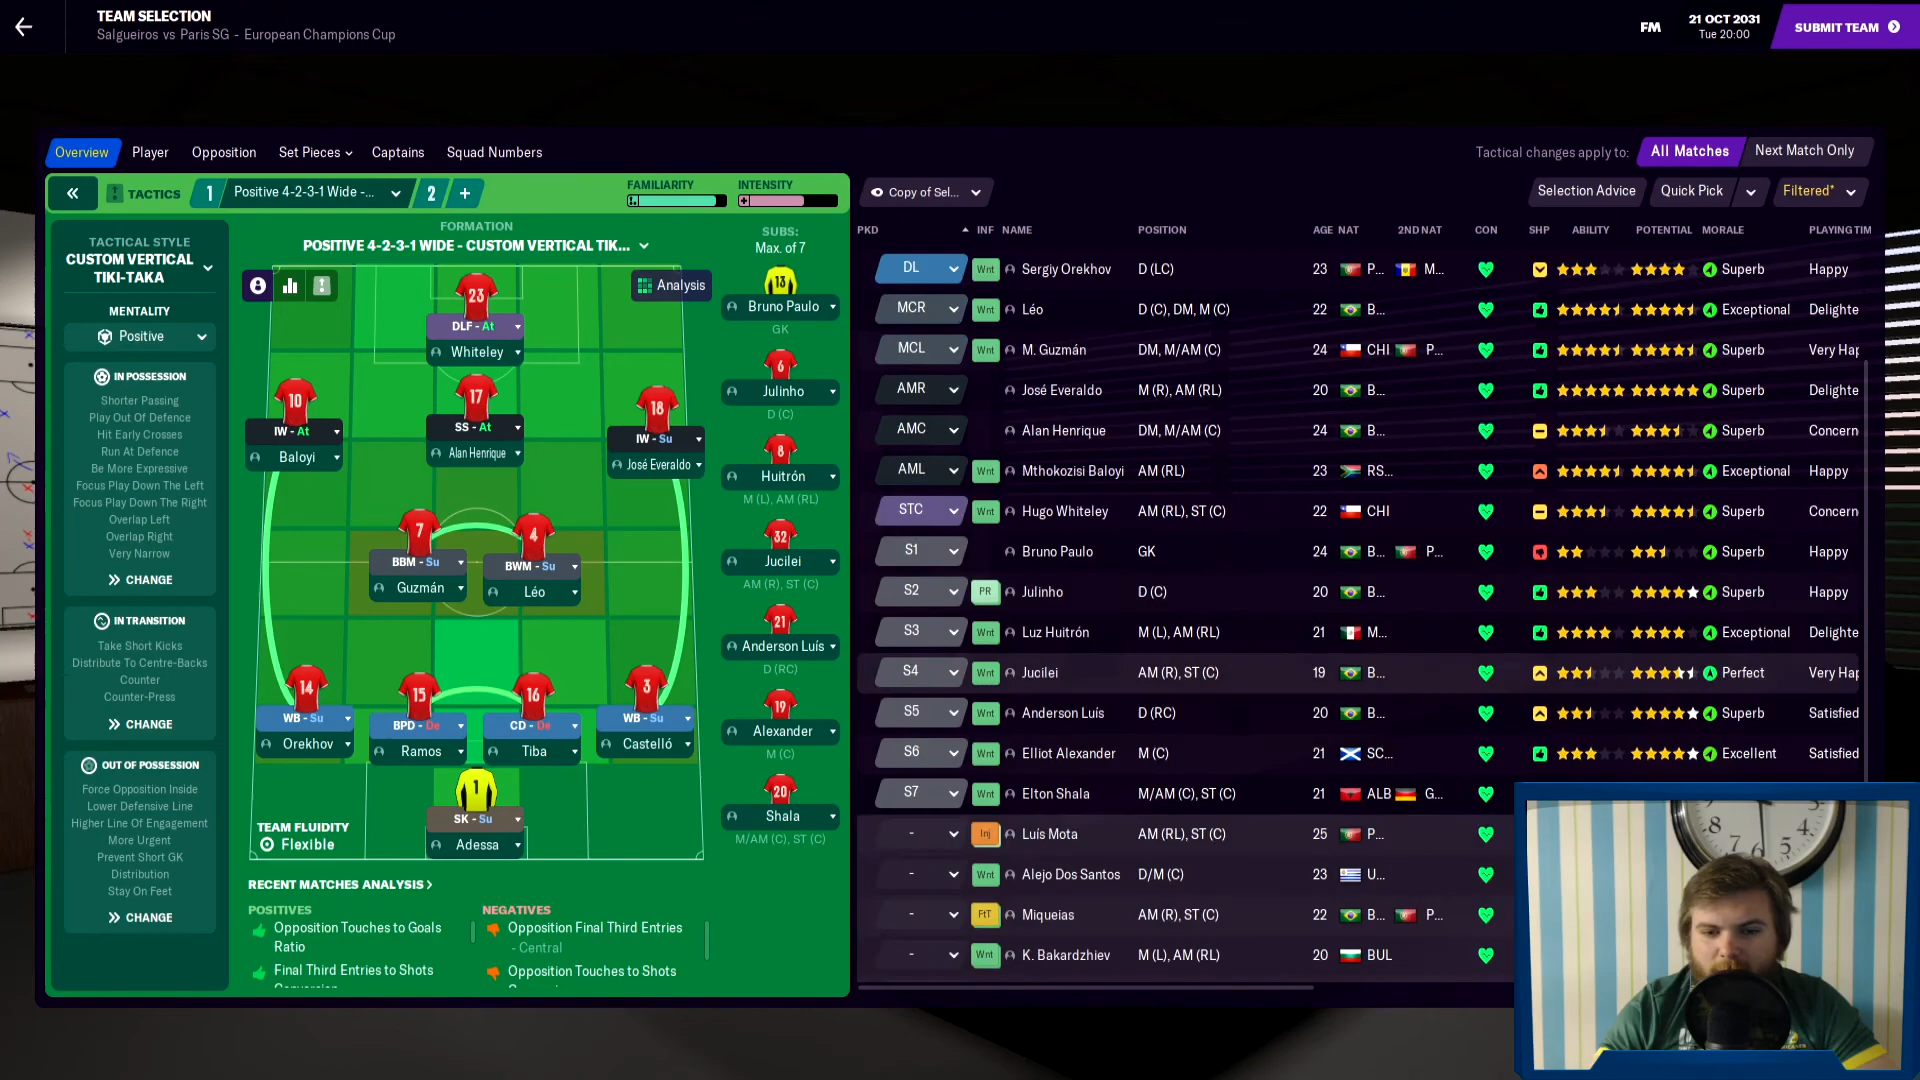 TEAM SELECTION
Salgueiros vs Paris SG - European Champions Cup
FM
21 OCT 2031
Tue 20:00
SUBMIT TEAM
Overview
Player
Opposition
Set Pieces
Captains
Squad Numbers
Tactical changes apply to:
All Matches
Next Match Only
TACTICS
1
Positive 4-2-3-1 Wide -...
2
+
FAMILIARITY
INTENSITY
Copy of Sel...
Selection Advice
Quick Pick
Filtered*
TACTICAL STYLE
CUSTOM VERTICAL
TIKI-TAKA
MENTALITY
Positive
IN POSSESSION
Shorter Passing
Play Out Of Defence
Hit Early Crosses
Run At Defence
Be More Expressive
Focus Play Down The Left
Focus Play Down The Right
Overlap Left
Overlap Right
Very Narrow
CHANGE
IN TRANSITION
Take Short Kicks
Distribute To Centre-Backs
Counter
Counter-Press
CHANGE
OUT OF POSSESSION
Force Opposition Inside
Lower Defensive Line
Higher Line Of Engagement
More Urgent
Prevent Short GK
Distribution
Stay On Feet
CHANGE
FORMATION
POSITIVE 4-2-3-1 WIDE - CUSTOM VERTICAL TIK...
Analysis
23
DLF - At
Whiteley
10
IW - At
Baloyi
17
SS - At
Alan Henrique
18
IW - Su
José Everaldo
7
BBM - Su
Guzmán
4
BWM - Su
Léo
14
WB - Su
Orekhov
15
BPD - De
Ramos
16
CD - De
Tiba
3
WB - Su
Castelló
1
SK - Su
Adessa
TEAM FLUIDITY
Flexible
SUBS:
Max. of 7
13
Bruno Paulo
GK
6
Julinho
D (C)
8
Huitrón
M (L), AM (RL)
32
Jucilei
AM (R), ST (C)
21
Anderson Luís
D (RC)
19
Alexander
M (C)
20
Shala
M/AM (C), ST (C)
RECENT MATCHES ANALYSIS
POSITIVES
Opposition Touches to Goals
Ratio
Final Third Entries to Shots
NEGATIVES
Opposition Final Third Entries
- Central
Opposition Touches to Shots
PKD INF NAME POSITION AGE NAT 2ND NAT CON SHP ABILITY POTENTIAL MORALE PLAYING TIM
DL Wnt Sergiy Orekhov D (LC) 23 P... M... Superb Happy
MCR Wnt Léo D (C), DM, M (C) 22 B... Exceptional Delighte
MCL Wnt M. Guzmán DM, M/AM (C) 24 CHI P... Superb Very Hap
AMR José Everaldo M (R), AM (RL) 20 B... Superb Delighte
AMC Alan Henrique DM, M/AM (C) 24 B... Superb Concern
AML Wnt Mthokozisi Baloyi AM (RL) 23 RS... Exceptional Happy
STC Wnt Hugo Whiteley AM (RL), ST (C) 22 CHI Superb Concern
S1 Bruno Paulo GK 24 B... P... Superb Happy
S2 PR Julinho D (C) 20 B... Superb Happy
S3 Wnt Luz Huitrón M (L), AM (RL) 21 M... Exceptional Delighte
S4 Wnt Jucilei AM (R), ST (C) 19 B... Perfect Very Hap
S5 Wnt Anderson Luís D (RC) 20 B... Superb Satisfied
S6 Wnt Elliot Alexander M (C) 21 SC... Excellent Satisfied
S7 Wnt Elton Shala M/AM (C), ST (C) 21 ALB G...
- Inj Luís Mota AM (RL), ST (C) 25 P...
- Wnt Alejo Dos Santos D/M (C) 23 U...
- FtT Miqueias AM (R), ST (C) 22 B... P...
- Wnt K. Bakardzhiev M (L), AM (RL) 20 BUL
8 7 6 5 4